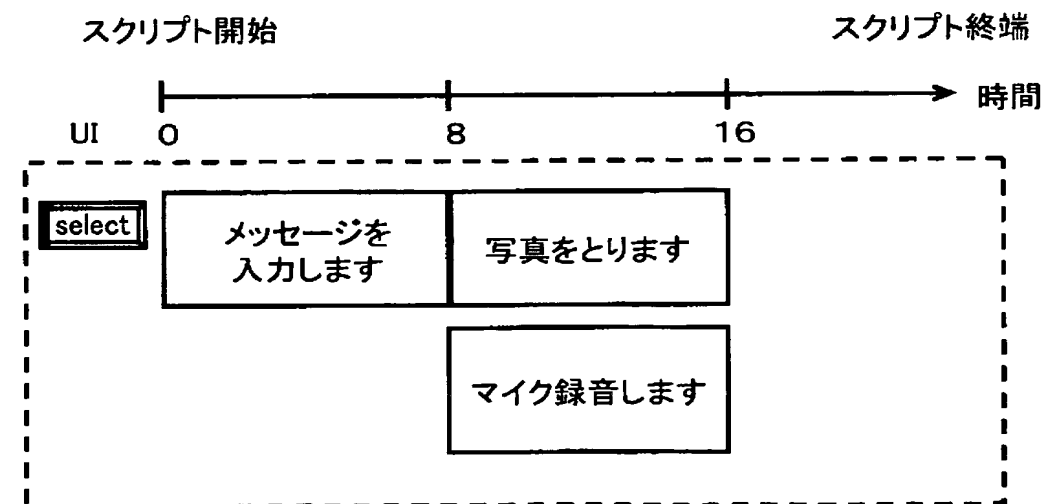 スクリプト開始
スクリプト終端
時間
UI
0
8
16
select
メッセージを
入力します
写真をとります
マイク録音します